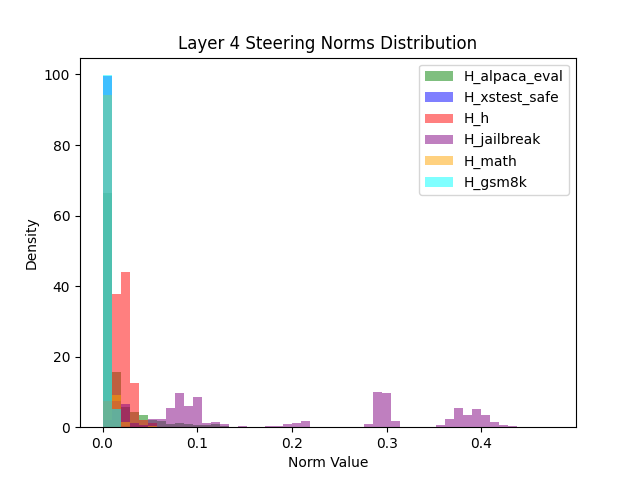 Layer 4 Steering Norms Distribution
H_alpaca_eval
H_xstest_safe
H_h
H_jailbreak
H_math
H_gsm8k
100
80
60
40
20
0
Density
0.0 0.1 0.2 0.3 0.4
Norm Value